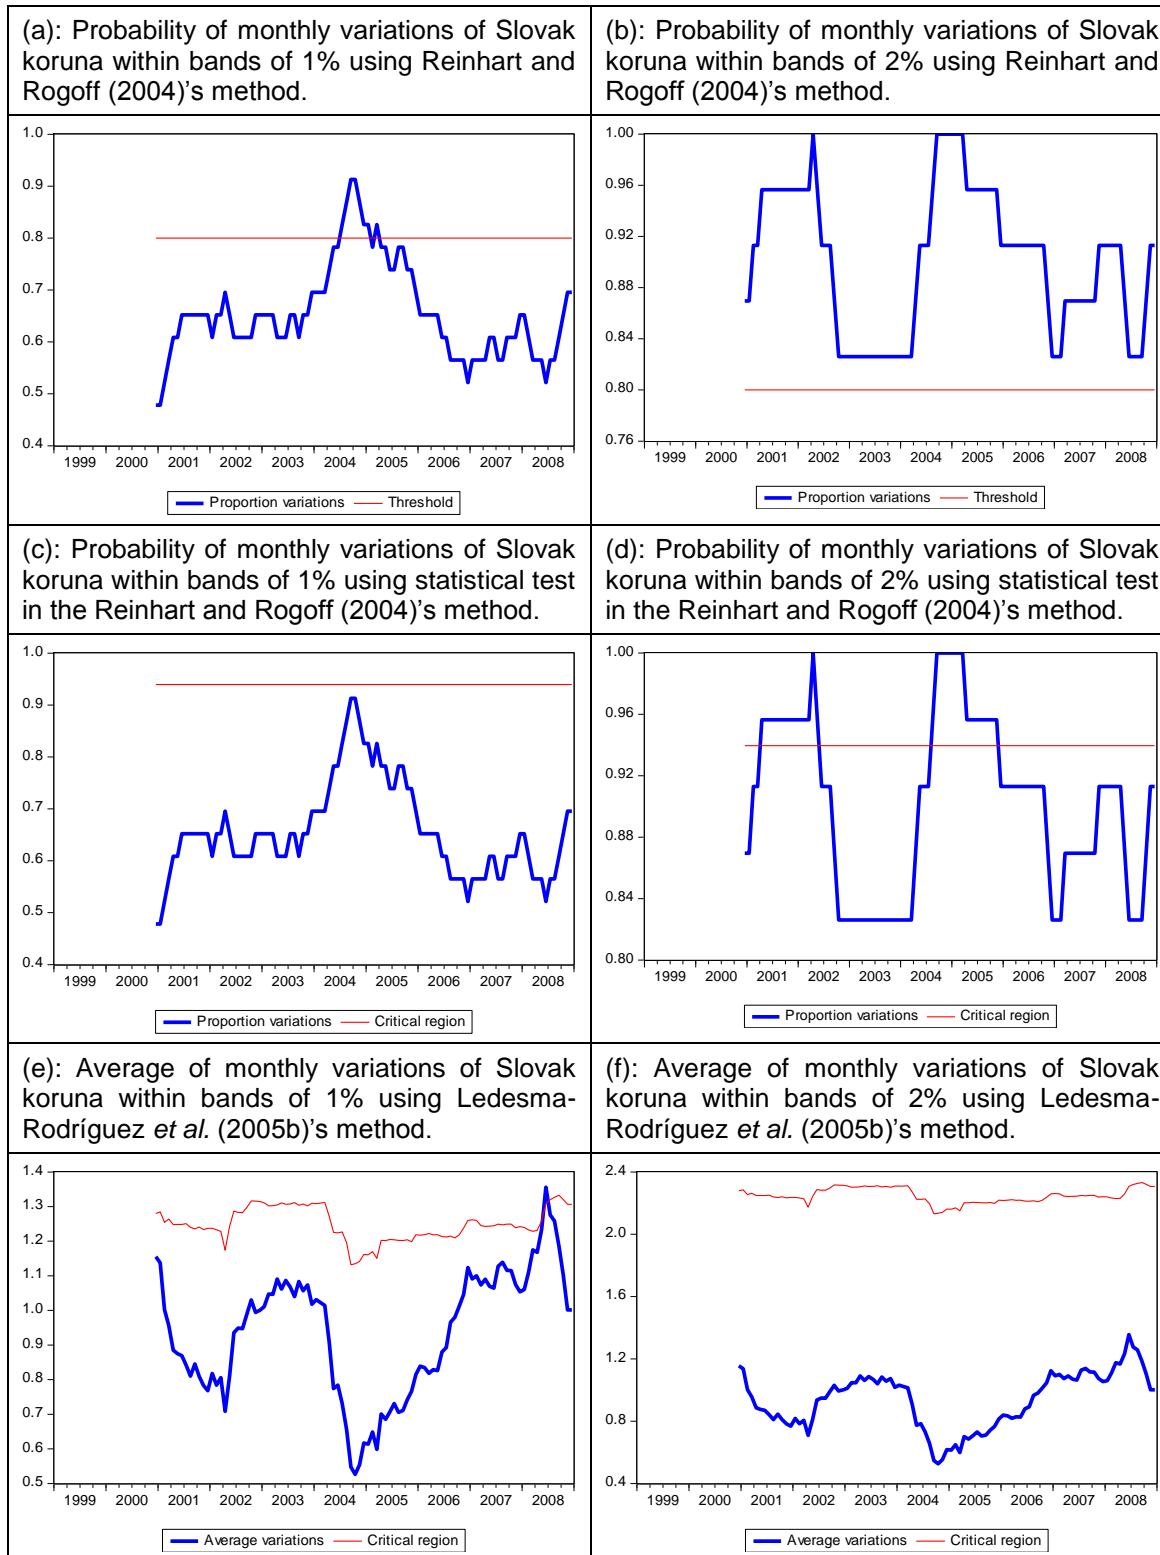 (a): Probability of monthly variations of Slovak
koruna within bands of 1% using Reinhart and
Rogoff (2004)'s method.
(b): Probability of monthly variations of Slovak
koruna within bands of 2% using Reinhart and
Rogoff (2004)'s method.
1.0
0.9
0.8
0.7
0.6
0.5
0.4
1999 2000 2001 2002 2003 2004 2005 2006 2007 2008
Proportion variations Threshold
1.00
0.96
0.92
0.88
0.84
0.80
0.76
1999 2000 2001 2002 2003 2004 2005 2006 2007 2008
Proportion variations Threshold
(c): Probability of monthly variations of Slovak
koruna within bands of 1% using statistical test
in the Reinhart and Rogoff (2004)'s method.
(d): Probability of monthly variations of Slovak
koruna within bands of 2% using statistical test
in the Reinhart and Rogoff (2004)'s method.
1.0
0.9
0.8
0.7
0.6
0.5
0.4
1999 2000 2001 2002 2003 2004 2005 2006 2007 2008
Proportion variations Critical region
1.00
0.96
0.92
0.88
0.84
0.80
1999 2000 2001 2002 2003 2004 2005 2006 2007 2008
Proportion variations Critical region
(e): Average of monthly variations of Slovak
koruna within bands of 1% using Ledesma-
Rodríguez et al. (2005b)'s method.
(f): Average of monthly variations of Slovak
koruna within bands of 2% using Ledesma-
Rodríguez et al. (2005b)'s method.
1.4
1.3
1.2
1.1
1.0
0.9
0.8
0.7
0.6
0.5
1999 2000 2001 2002 2003 2004 2005 2006 2007 2008
Average variations Critical region
2.4
2.0
1.6
1.2
0.8
0.4
1999 2000 2001 2002 2003 2004 2005 2006 2007 2008
Average variations Critical region